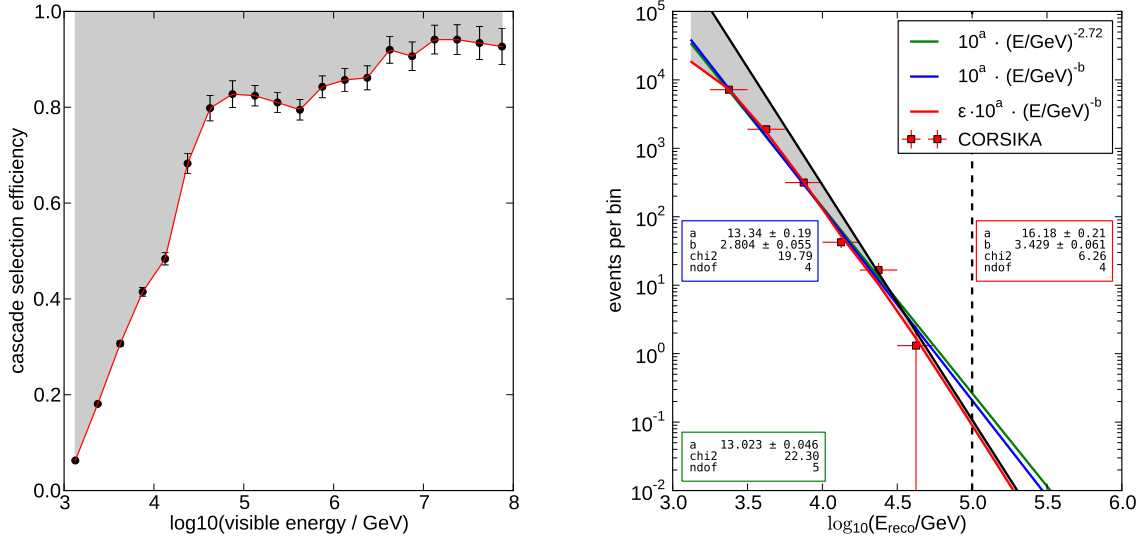 1.0
0.8
0.6
0.4
0.2
0.0
cascade selection efficiency
3 4 5 6 7 8
log10(visible energy / GeV)
10^5
10^4
10^3
10^2
10^1
10^0
10^-1
10^-2
events per bin
10^a · (E/GeV)^-2.72
10^a · (E/GeV)^-b
ε·10^a · (E/GeV)^-b
CORSIKA
a 13.34 ± 0.19
b 2.804 ± 0.055
chi2 19.79
ndof 4
a 16.18 ± 0.21
b 3.429 ± 0.061
chi2 6.26
ndof 4
a 13.023 ± 0.046
chi2 22.30
ndof 5
3.0 3.5 4.0 4.5 5.0 5.5 6.0
log_10(E_reco/GeV)